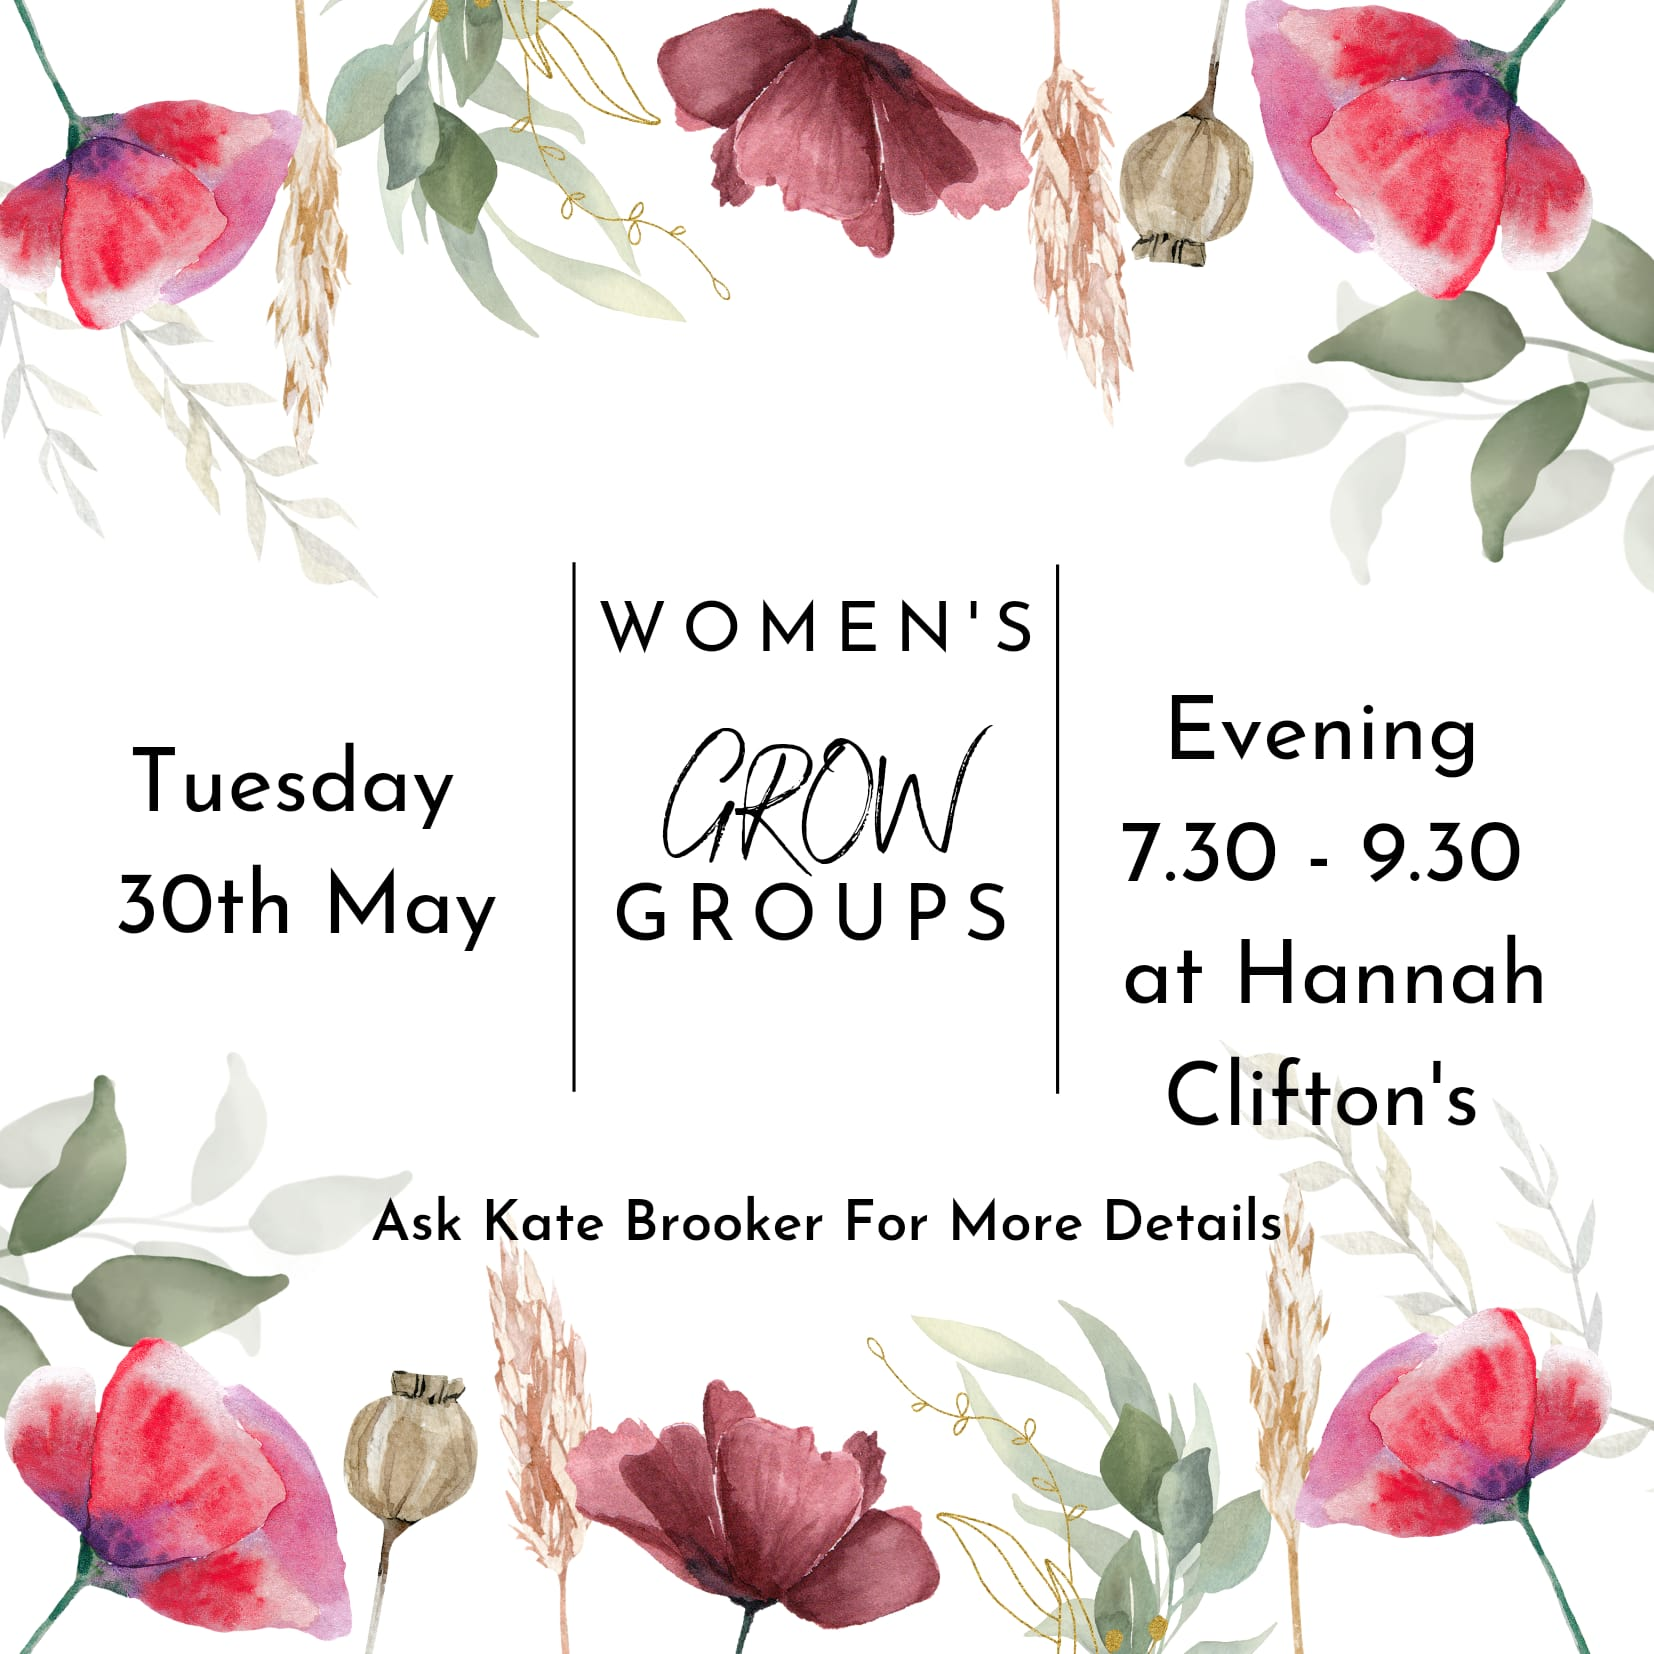 Tuesday
30th May
WOMEN'S
GROW
GROUPS
Evening
7.30 - 9.30
at Hannah
Clifton's
Ask Kate Brooker For More Details